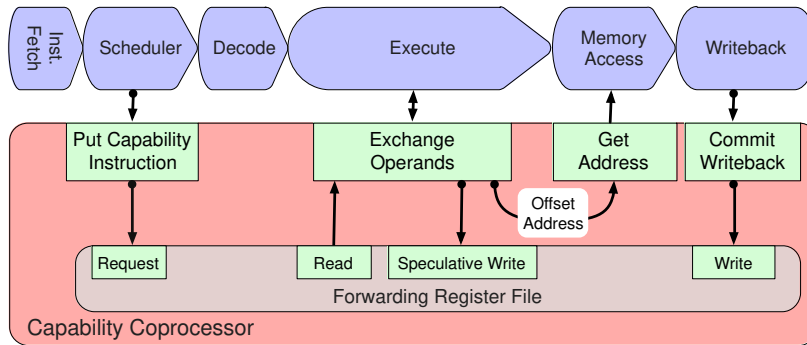 Inst.
Fetch
Scheduler
Decode
Execute
Memory
Access
Writeback
Put Capability
Instruction
Exchange
Operands
Get
Address
Commit
Writeback
Offset
Address
Request
Read
Speculative Write
Write
Forwarding Register File
Capability Coprocessor